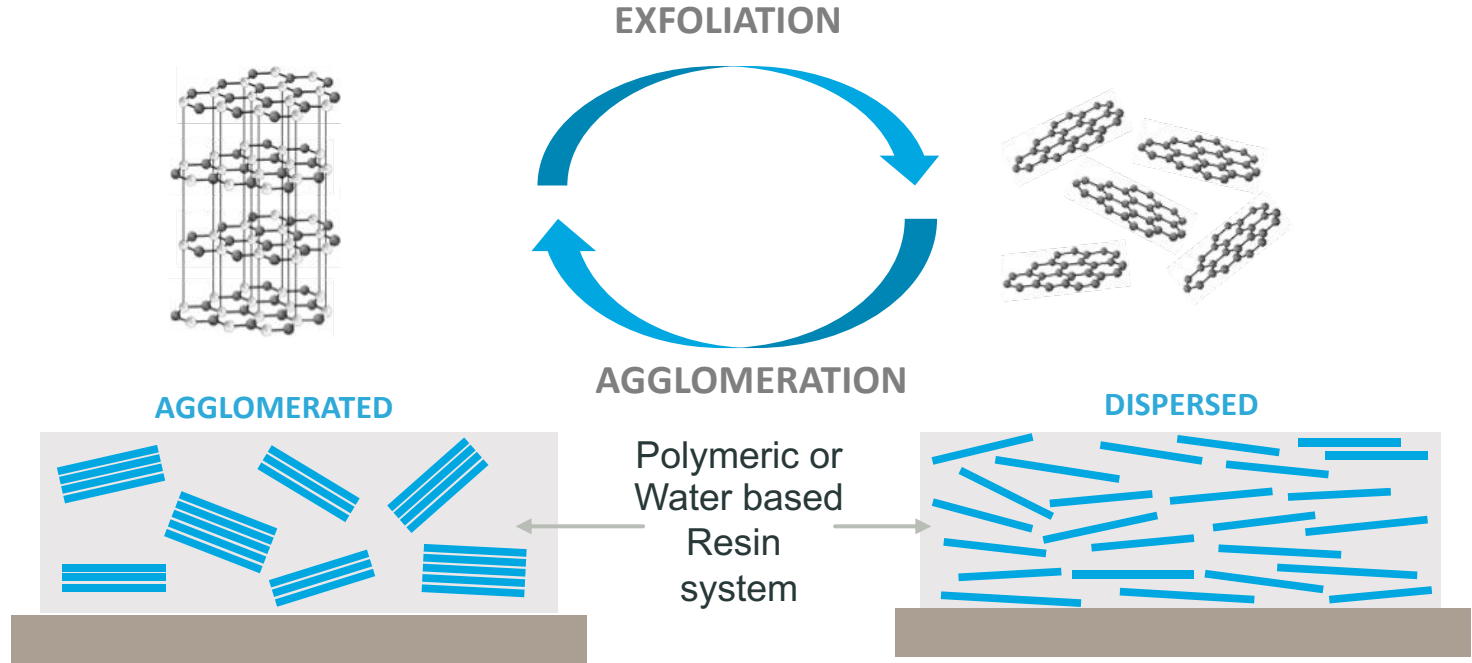 EXFOLIATION
AGGLOMERATION
AGGLOMERATED
DISPERSED
Polymeric or
Water based
Resin
system